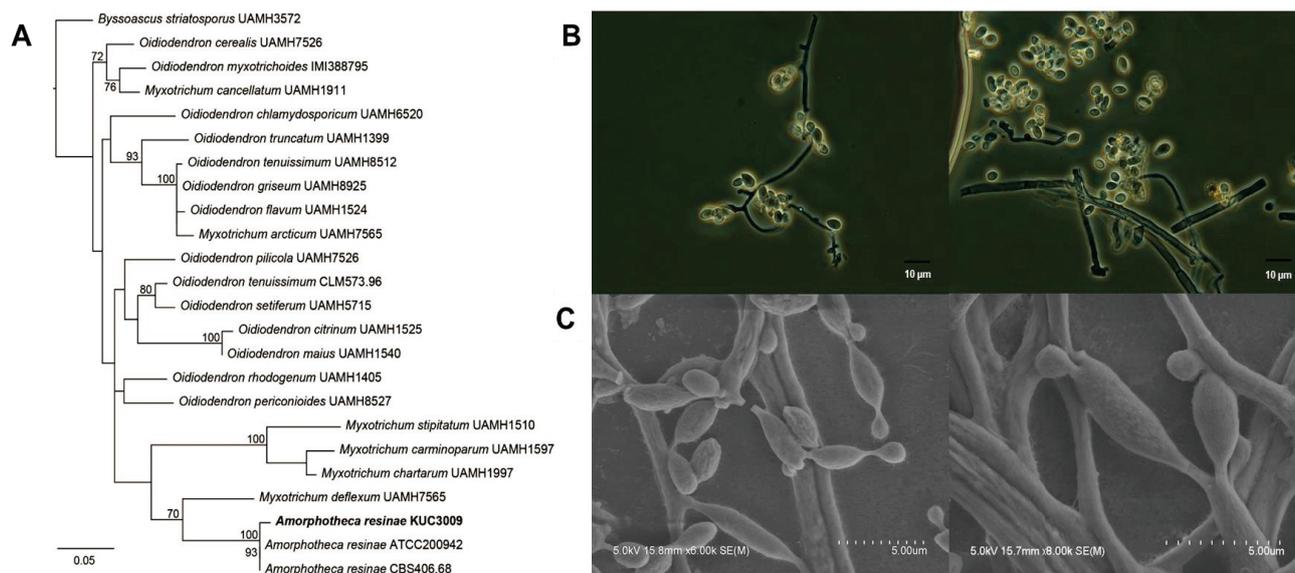 A
Byssoascus striatosporus UAMH3572
Oidiodendron cerealis UAMH7526
72
Oidiodendron myxotrichoides IMI388795
76
Myxotrichum cancellatum UAMH1911
Oidiodendron chlamydosporicum UAMH6520
Oidiodendron truncatum UAMH1399
93
Oidiodendron tenuissimum UAMH8512
100
Oidiodendron griseum UAMH8925
Oidiodendron flavum UAMH1524
Myxotrichum arcticum UAMH7565
Oidiodendron pilicola UAMH7526
Oidiodendron tenuissimum CLM573.96
80
Oidiodendron setiferum UAMH5715
Oidiodendron citrinum UAMH1525
100
Oidiodendron maius UAMH1540
Oidiodendron rhodogenum UAMH1405
Oidiodendron periconioides UAMH8527
Myxotrichum stipitatum UAMH1510
100
Myxotrichum carminoparum UAMH1597
Myxotrichum chartarum UAMH1997
Myxotrichum deflexum UAMH7565
70
Amorphotheca resinae KUC3009
100
Amorphotheca resinae ATCC200942
93
Amorphotheca resinae CBS406.68
0.05
B
10 µm
10 µm
C
5.0kV 15.8mm x6.00k SE(M)
5.00um
5.0kV 15.7mm x8.00k SE(M)
5.00um